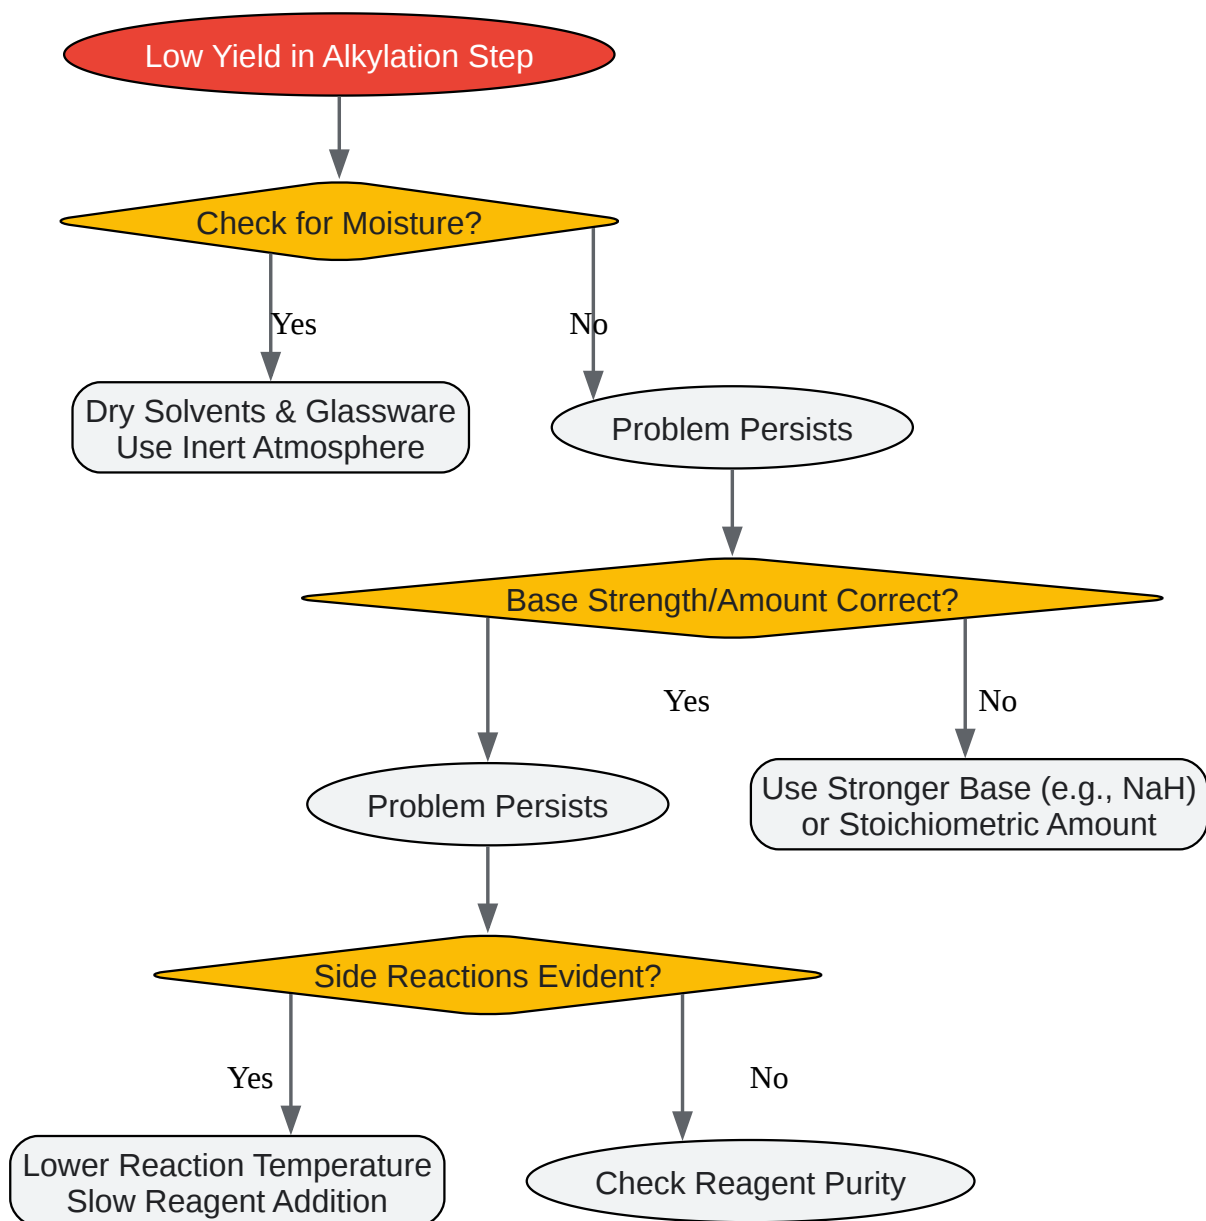 Low Yield in Alkylation Step
Check for Moisture?
Yes
No
Dry Solvents & Glassware
Use Inert Atmosphere
Problem Persists
Base Strength/Amount Correct?
Yes
No
Problem Persists
Use Stronger Base (e.g., NaH)
or Stoichiometric Amount
Side Reactions Evident?
Yes
No
Lower Reaction Temperature
Slow Reagent Addition
Check Reagent Purity